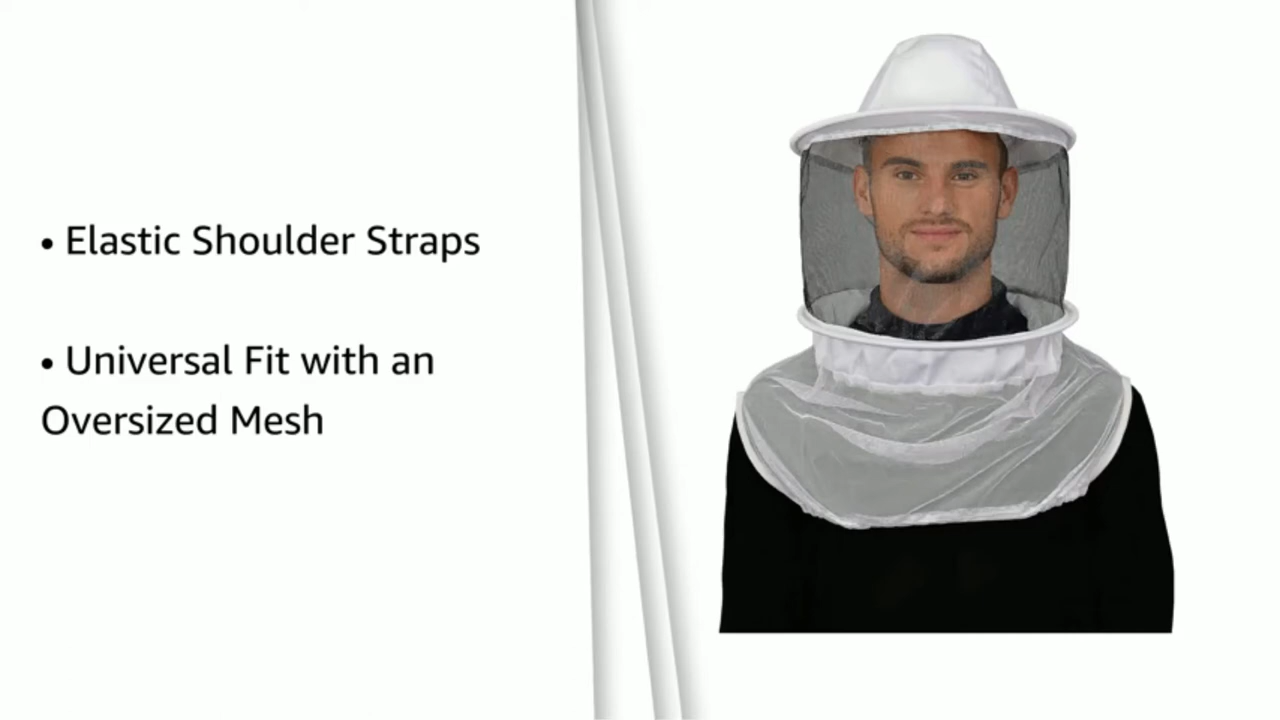 • Elastic Shoulder Straps
• Universal Fit with an
Oversized Mesh